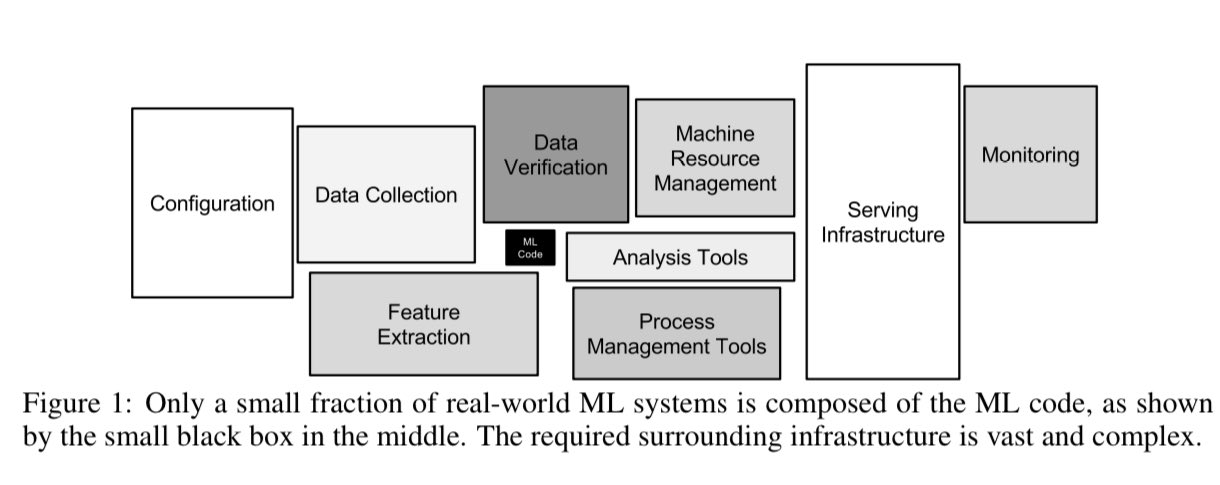 Configuration
Data Collection
Data
Verification
Machine
Resource
Management
Serving
Infrastructure
Monitoring
ML
Code
Analysis Tools
Feature
Extraction
Process
Management Tools
Figure 1: Only a small fraction of real-world ML systems is composed of the ML code, as shown
by the small black box in the middle. The required surrounding infrastructure is vast and complex.